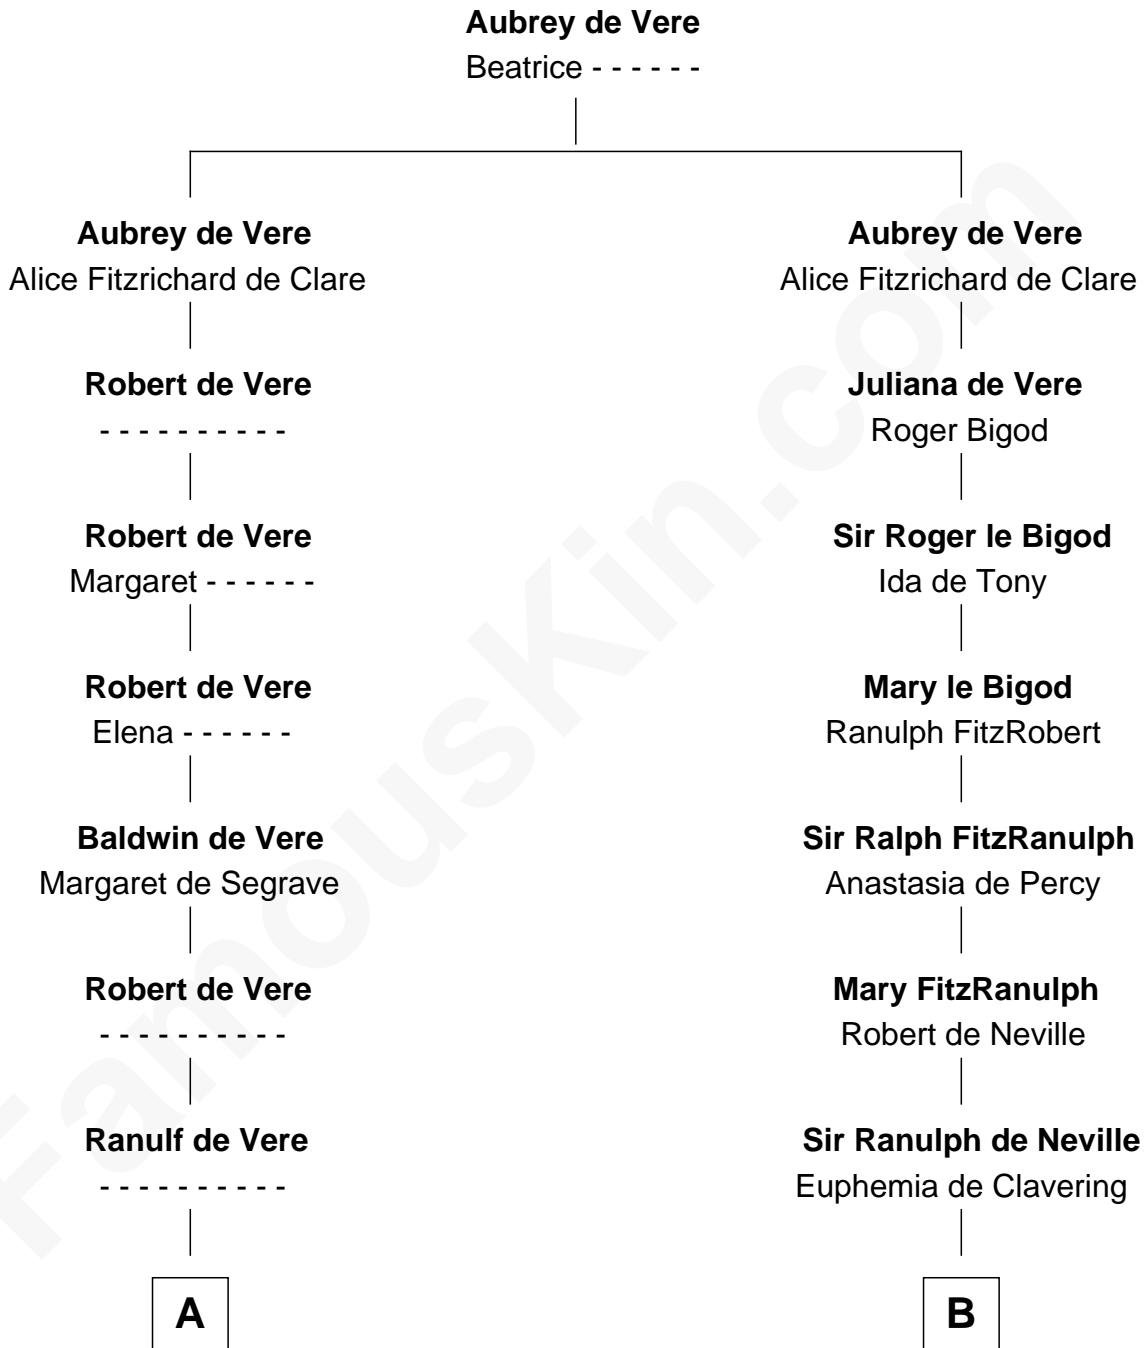 Aubrey de Vere
Beatrice - - - - - -
Aubrey de Vere
Alice Fitzrichard de Clare
Robert de Vere
- - - - - - - - - -
Robert de Vere
Margaret - - - - - -
Robert de Vere
Elena - - - - - -
Baldwin de Vere
Margaret de Segrave
Robert de Vere
- - - - - - - - - -
Ranulf de Vere
- - - - - - - - - -
A
Aubrey de Vere
Alice Fitzrichard de Clare
Juliana de Vere
Roger Bigod
Sir Roger le Bigod
Ida de Tony
Mary le Bigod
Ranulph FitzRobert
Sir Ralph FitzRanulph
Anastasia de Percy
Mary FitzRanulph
Robert de Neville
Sir Ranulph de Neville
Euphemia de Clavering
B
FamousKin.com